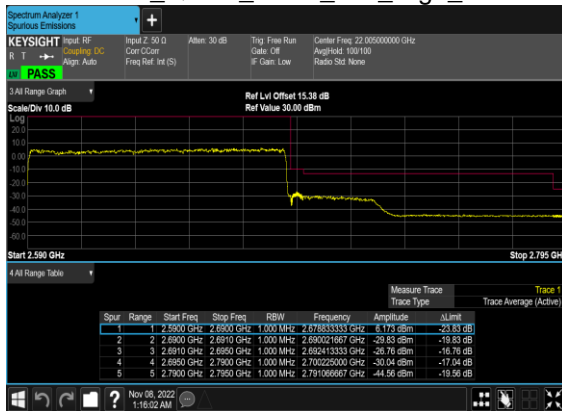 Spectrum Analyzer 1
Spurious Emissions
KEYSIGHT Input: RF Input Z: 50 Ω Atten: 30 dB Trig: Free Run Center Freq: 22.005000000 GHz
R T Coupling: DC Corr CCorr Gate: Off Avg|Hold: 100/100
Align: Auto Freq Ref: Int (S) IF Gain: Low Radio Std: None
PASS
3 All Range Graph
Ref Lvl Offset 15.38 dB
Scale/Div 10.0 dB Ref Value 30.00 dBm
Log
20.0
10.0
0.00
-10.0
-20.0
-30.0
-40.0
-50.0
-60.0
Start 2.590 GHz Stop 2.795 GH
4 All Range Table
Measure Trace Trace 1
Trace Type Trace Average (Active)
Spur Range Start Freq Stop Freq RBW Frequency Amplitude ΔLimit
1 1 2.5900 GHz 2.6900 GHz 1.000 MHz 2.678833333 GHz 6.173 dBm -23.83 dB
2 2 2.6900 GHz 2.6910 GHz 1.000 MHz 2.690021667 GHz -29.83 dBm -19.83 dB
3 3 2.6910 GHz 2.6950 GHz 1.000 MHz 2.692413333 GHz -26.76 dBm -16.76 dB
4 4 2.6950 GHz 2.7900 GHz 1.000 MHz 2.700225000 GHz -30.04 dBm -17.04 dB
5 5 2.7900 GHz 2.7950 GHz 1.000 MHz 2.791066667 GHz -44.56 dBm -19.56 dB
Nov 08, 2022
1:16:02 AM